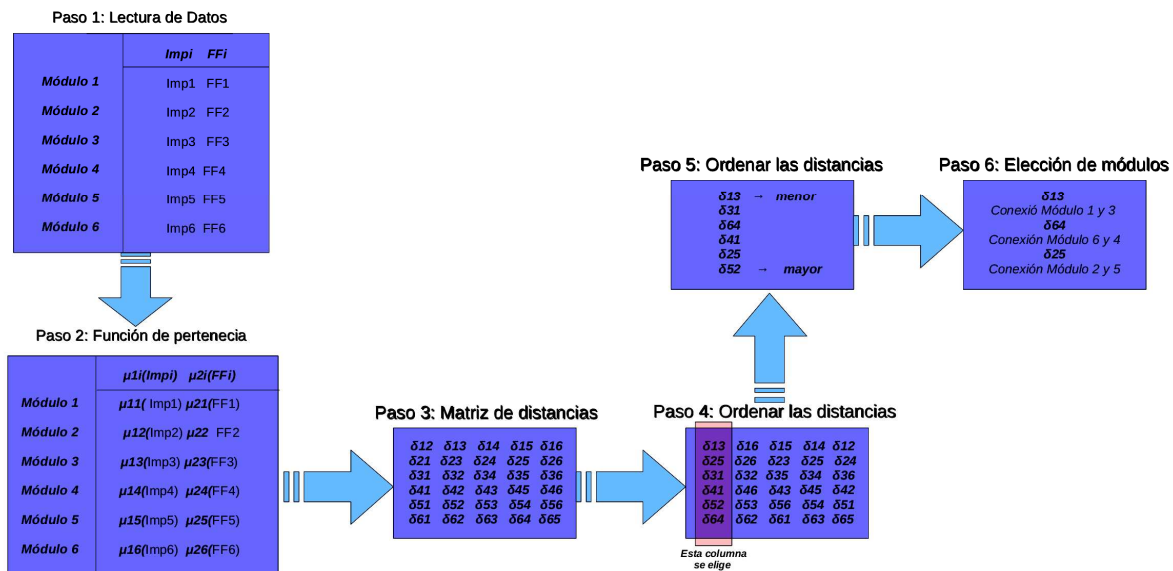 Paso 1: Lectura de Datos
Impi FFi
Módulo 1 Imp1 FF1
Módulo 2 Imp2 FF2
Módulo 3 Imp3 FF3
Módulo 4 Imp4 FF4
Módulo 5 Imp5 FF5
Módulo 6 Imp6 FF6
Paso 2: Función de pertenecia
μ1i(Impi) μ2i(FFi)
Módulo 1 μ11( Imp1) μ21(FF1)
Módulo 2 μ12(Imp2) μ22 FF2
Módulo 3 μ13(Imp3) μ23(FF3)
Módulo 4 μ14(Imp4) μ24(FF4)
Módulo 5 μ15(Imp5) μ25(FF5)
Módulo 6 μ16(Imp6) μ26(FF6)
Paso 3: Matriz de distancias
δ12 δ13 δ14 δ15 δ16
δ21 δ23 δ24 δ25 δ26
δ31 δ32 δ34 δ35 δ36
δ41 δ42 δ43 δ45 δ46
δ51 δ52 δ53 δ54 δ56
δ61 δ62 δ63 δ64 δ65
Paso 4: Ordenar las distancias
δ13 δ16 δ15 δ14 δ12
δ25 δ26 δ23 δ25 δ24
δ31 δ32 δ35 δ34 δ36
δ41 δ46 δ43 δ45 δ42
δ52 δ53 δ56 δ54 δ51
δ64 δ62 δ61 δ63 δ65
Esta columna
se elige
Paso 5: Ordenar las distancias
δ13 → menor
δ31
δ64
δ41
δ25
δ52 → mayor
Paso 6: Elección de módulos
δ13
Conexió Módulo 1 y 3
δ64
Conexión Módulo 6 y 4
δ25
Conexión Módulo 2 y 5